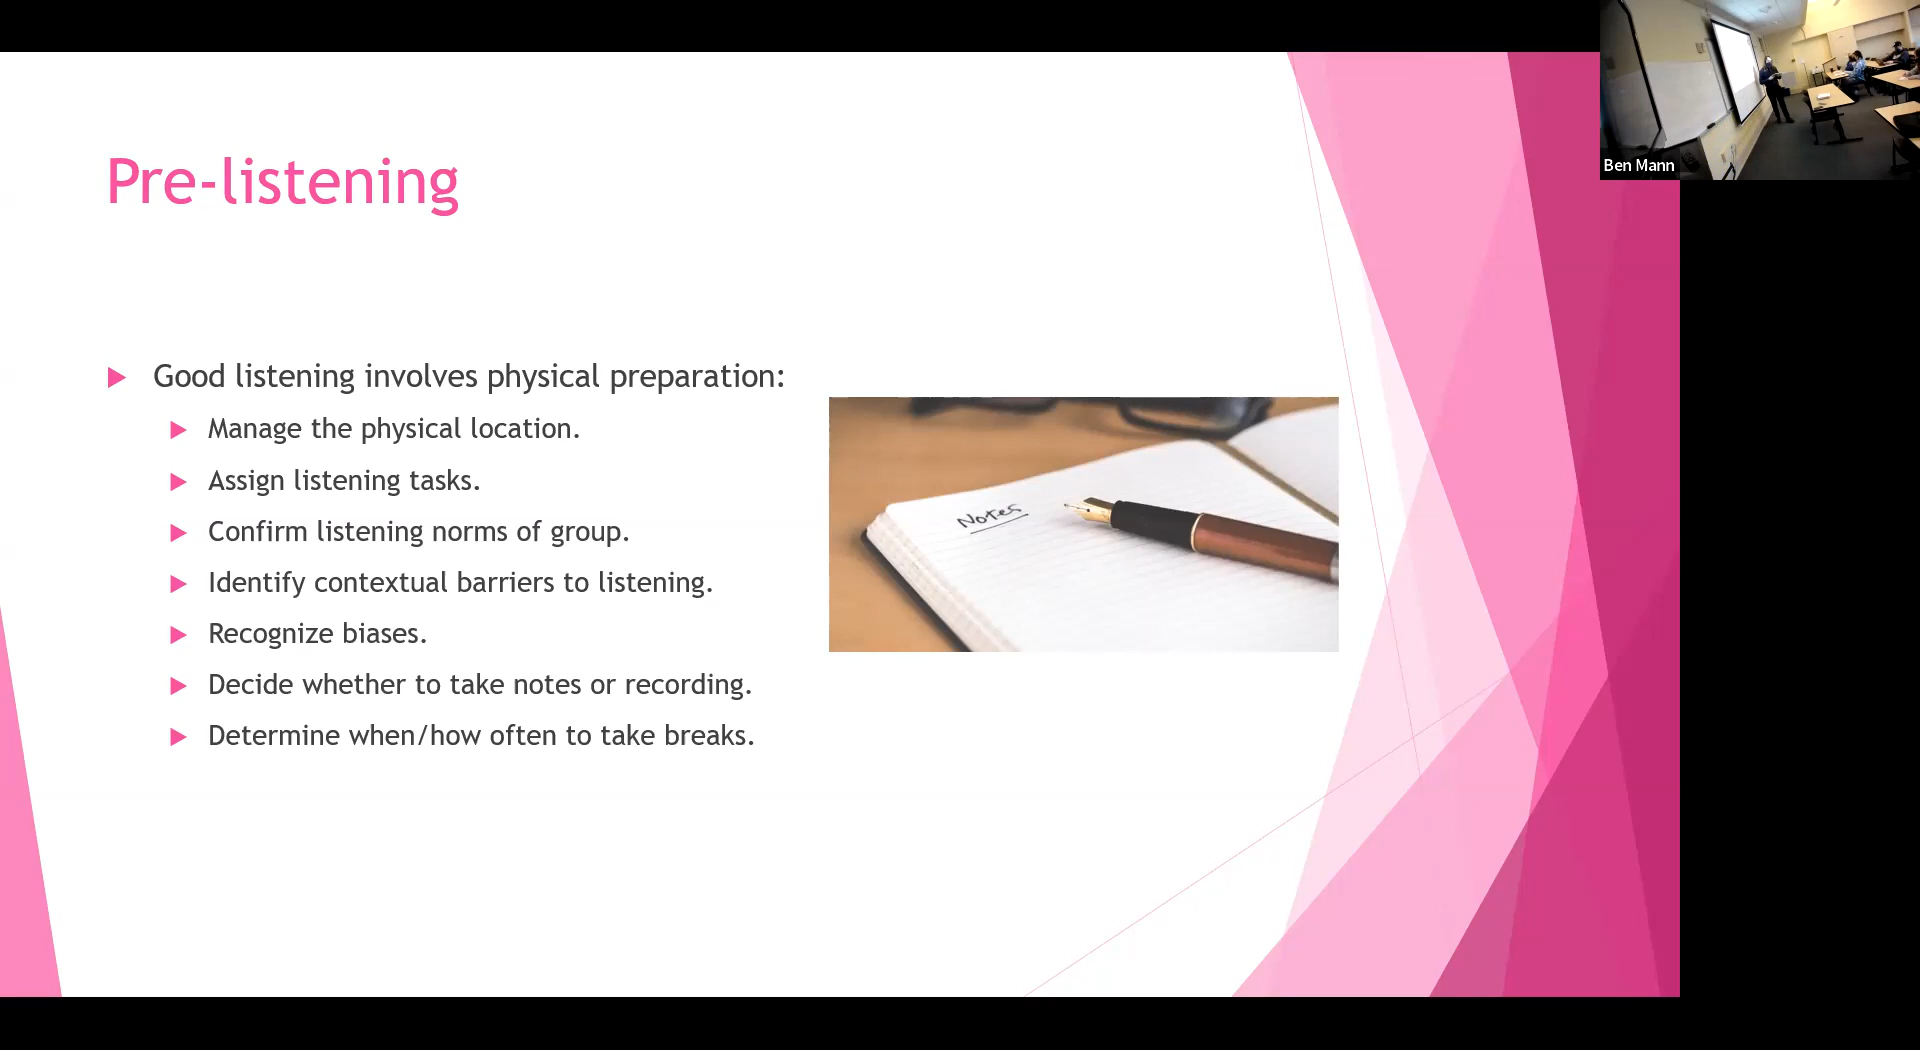 Pre-listening
Good listening involves physical preparation:
Manage the physical location.
Assign listening tasks.
Confirm listening norms of group.
Identify contextual barriers to listening.
Recognize biases.
Decide whether to take notes or recording.
Determine when/how often to take breaks.
Notes
Ben Mann